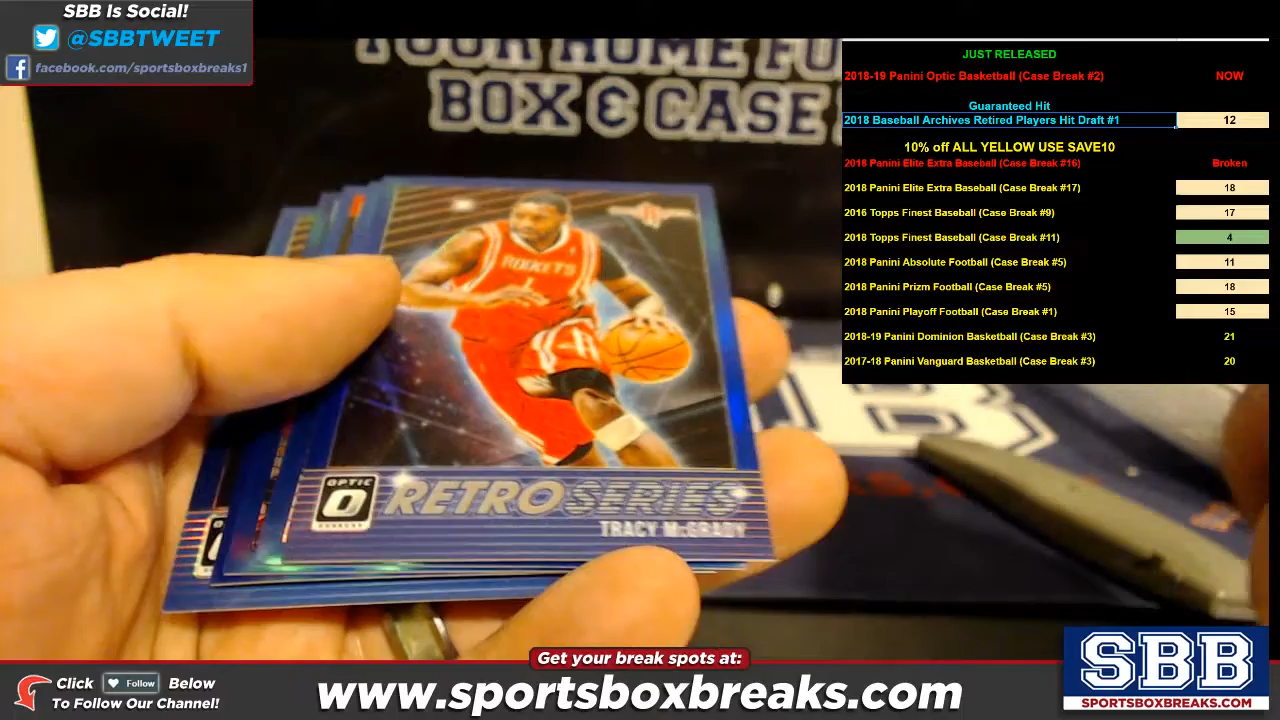 SBB Is Social!
@SBBTWEET
facebook.com/sportsboxbreaks1
YOUR HOME FO
BOX & CASE
JUST RELEASED
2018-19 Panini Optic Basketball (Case Break #2) NOW
Guaranteed Hit
2018 Baseball Archives Retired Players Hit Draft #1 12
10% off ALL YELLOW USE SAVE10
2018 Panini Elite Extra Baseball (Case Break #16) Broken
2018 Panini Elite Extra Baseball (Case Break #17) 18
2016 Topps Finest Baseball (Case Break #9) 17
2018 Topps Finest Baseball (Case Break #11) 4
2018 Panini Absolute Football (Case Break #5) 11
2018 Panini Prizm Football (Case Break #5) 18
2018 Panini Playoff Football (Case Break #1) 15
2018-19 Panini Dominion Basketball (Case Break #3) 21
2017-18 Panini Vanguard Basketball (Case Break #3) 20
ROCKETS
1
OPTIC
RETRO SERIES
DONRUSS
TRACY McGRADY
B
Get your break spots at:
Click Follow Below
To Follow Our Channel!
www.sportsboxbreaks.com
SBB
SPORTSBOXBREAKS.COM